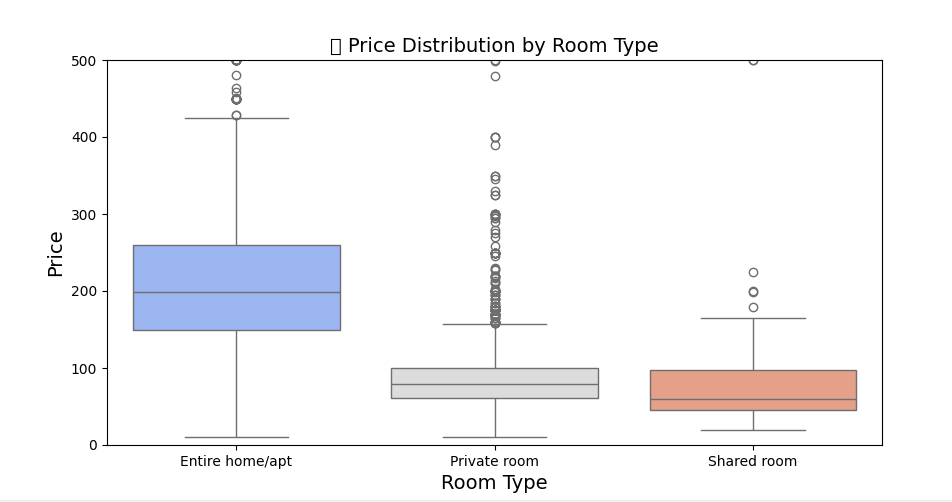 ▯ Price Distribution by Room Type
500
400
300
200
100
0
Price
Entire home/apt Private room Shared room
Room Type